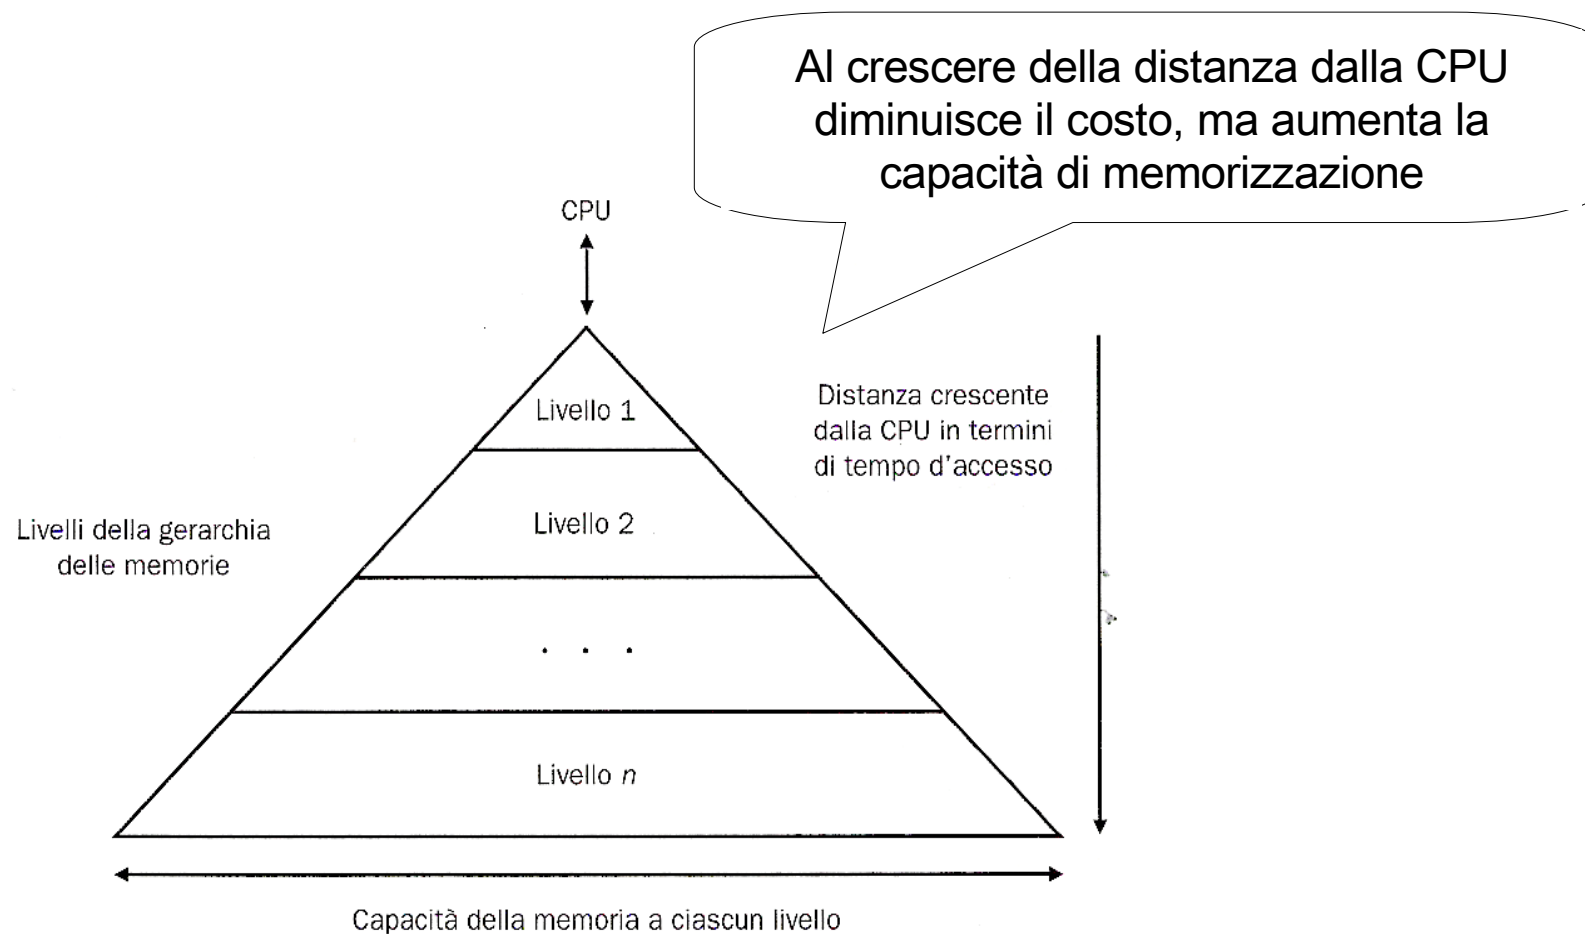 Al crescere della distanza dalla CPU
diminuisce il costo, ma aumenta la
capacità di memorizzazione
CPU
Livello 1
Distanza crescente
dalla CPU in termini
di tempo d'accesso
Livelli della gerarchia
delle memorie
Livello 2
. . .
Livello n
Capacità della memoria a ciascun livello